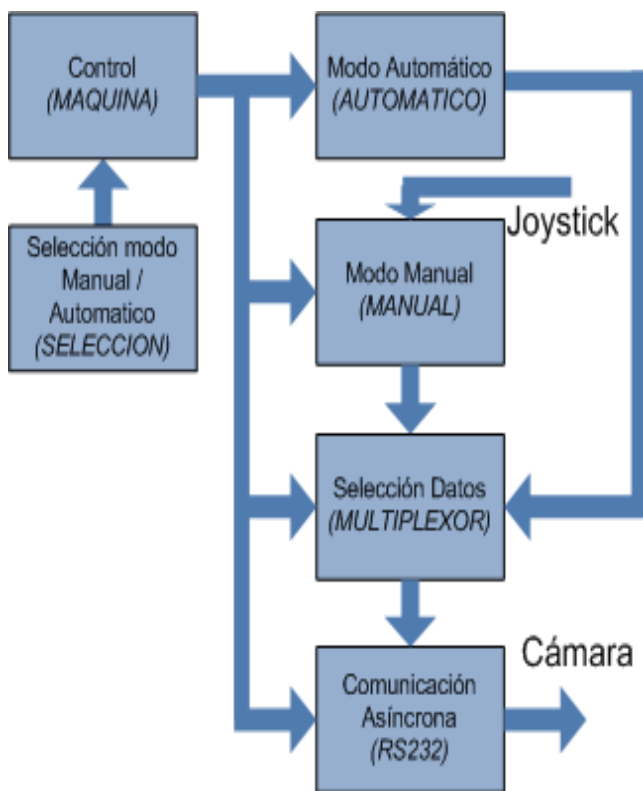 Control
(MAQUINA)
Modo Automático
(AUTOMATICO)
Joystick
Selección modo
Manual /
Automatico
(SELECCION)
Modo Manual
(MANUAL)
Selección Datos
(MULTIPLEXOR)
Cámara
Comunicación
Asíncrona
(RS232)